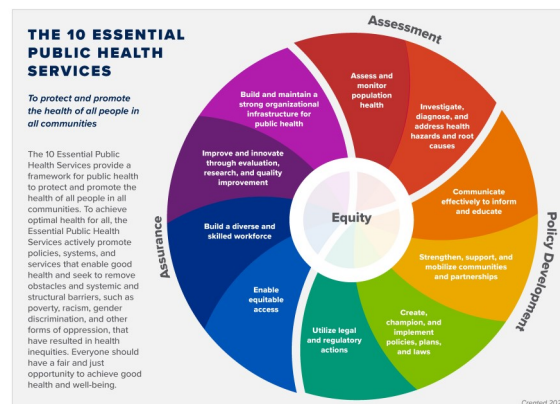 THE 10 ESSENTIAL
PUBLIC HEALTH
SERVICES
To protect and promote
the health of all people in
all communities
The 10 Essential Public
Health Services provide a
framework for public health
to protect and promote the
health of all people in all
communities. To achieve
optimal health for all, the
Essential Public Health
Services actively promote
policies, systems, and
services that enable good
health and seek to remove
obstacles and systemic and
structural barriers, such as
poverty, racism, gender
discrimination, and other
forms of oppression, that
have resulted in health
inequities. Everyone should
have a fair and just
opportunity to achieve good
health and well-being.
Assessment
Assess and
monitor
population
health
Investigate,
diagnose, and
address health
hazards and root
causes
Policy Development
Communicate
effectively to inform
and educate
Strengthen, support, and
mobilize communities
and partnerships
Create,
champion, and
implement
policies, plans,
and laws
Utilize legal
and regulatory
actions
Assurance
Enable
equitable
access
Build a diverse and
skilled workforce
Improve and innovate
through evaluation,
research, and quality
improvement
Build and maintain a
strong organizational
infrastructure for
public health
Equity
Created